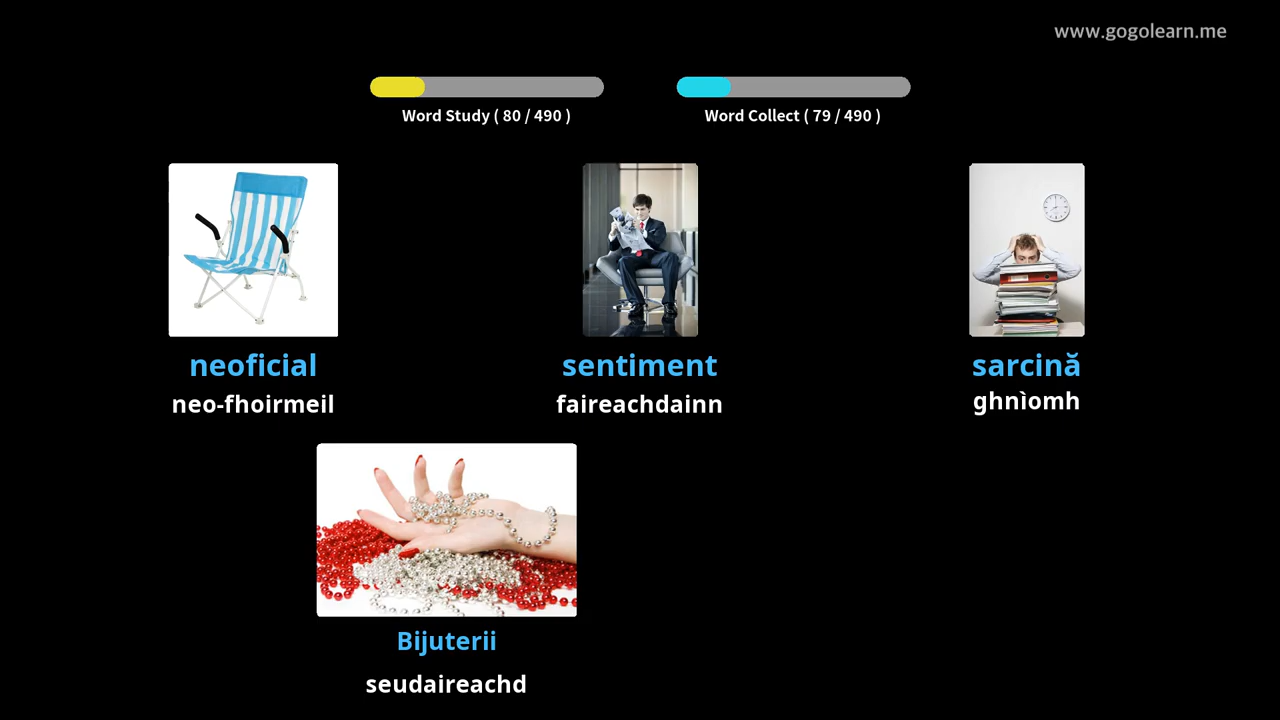 www.gogolearn.me
Word Study ( 80 / 490 )
Word Collect ( 79 / 490 )
neoficial
neo-fhoirmeil
sentiment
faireachdainn
sarcină
ghnìomh
Bijuterii
seudaireachd